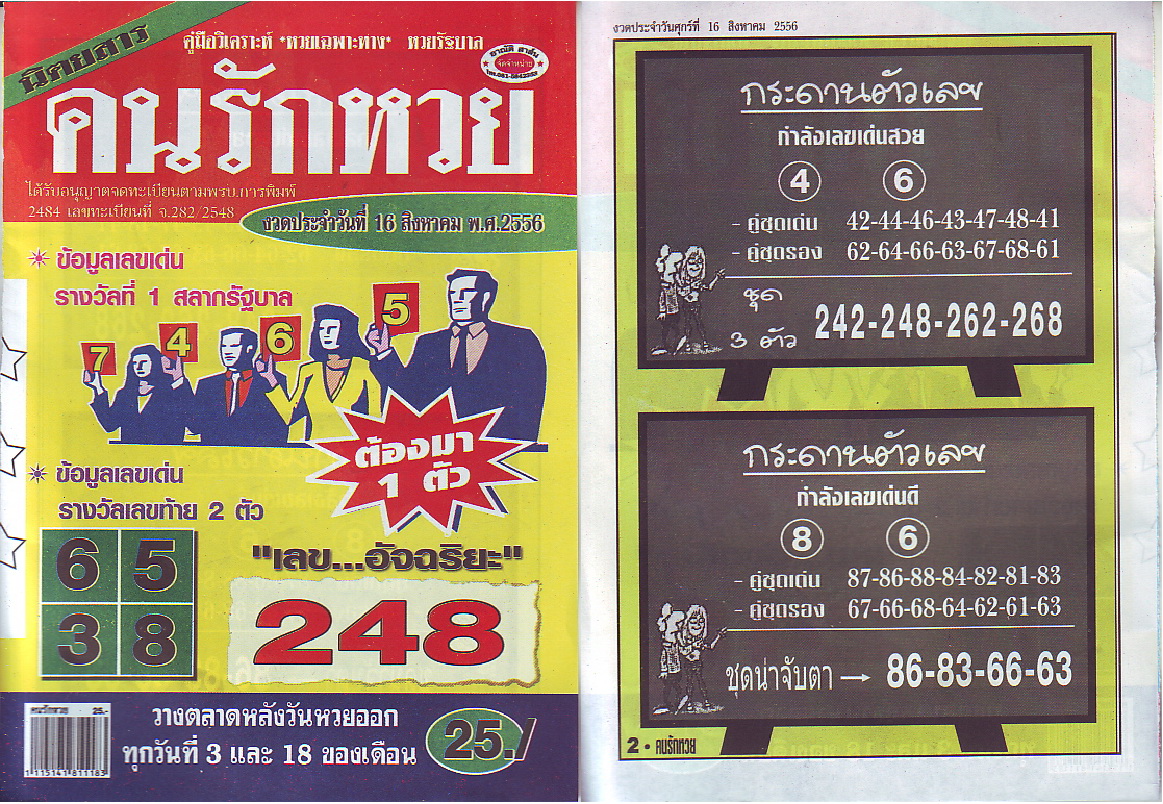 นิตยสาร
คู่มือวิเคราะห์ "หวยเฉพาะทาง" หวยรัฐบาล
จัดจำหน่าย
คนรักหวย
ได้รับอนุญาตจดทะเบียนตามพรบ.การพิมพ์
2484 เลขทะเบียนที่ จ.282/2548
งวดประจำวันที่ 16 สิงหาคม พ.ศ.2556
ข้อมูลเลขเด่น
รางวัลที่ 1 สลากรัฐบาล
7 4 6 5
ต้องมา
1 ตัว
ข้อมูลเลขเด่น
รางวัลเลขท้าย 2 ตัว
6 5
3 8
"เลข...อัจฉริยะ"
248
คนรักหวย 25.-
1 115141 811183
วางตลาดหลังวันหวยออก
ทุกวันที่ 3 และ 18 ของเดือน
25./
งวดประจำวันศุกร์ที่ 16 สิงหาคม 2556
กระดานตัวเลข
กำลังเลขเด่นสวย
4 6
- คู่ชุดเด่น 42-44-46-43-47-48-41
- คู่ชุดรอง 62-64-66-63-67-68-61
ชุด
3 ตัว 242-248-262-268
กระดานตัวเลข
กำลังเลขเด่นดี
8 6
- คู่ชุดเด่น 87-86-88-84-82-81-83
- คู่ชุดรอง 67-66-68-64-62-61-63
ชุดน่าจับตา → 86-83-66-63
2 • คนรักหวย